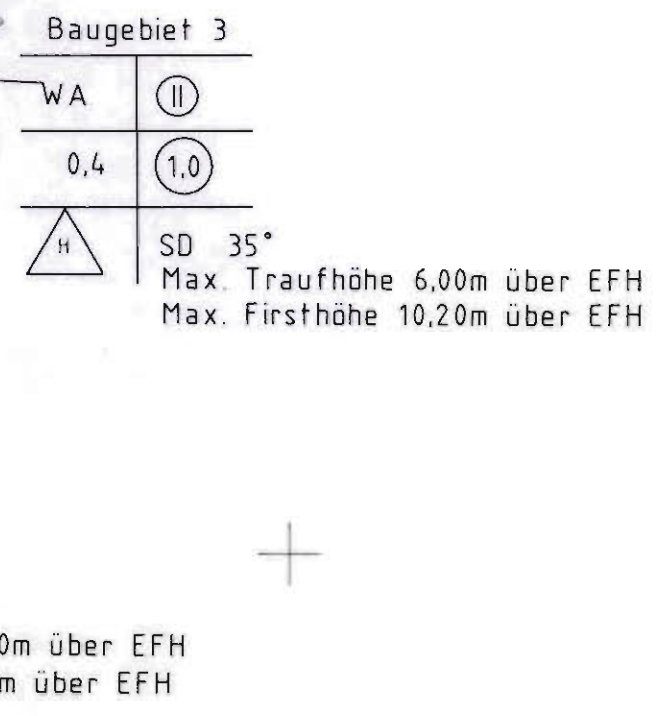 Baugebiet 3
WA II
0,4 1,0
H SD 35°
Max. Traufhöhe 6,00m über EFH
Max. Firsthöhe 10,20m über EFH
0m über EFH
m über EFH